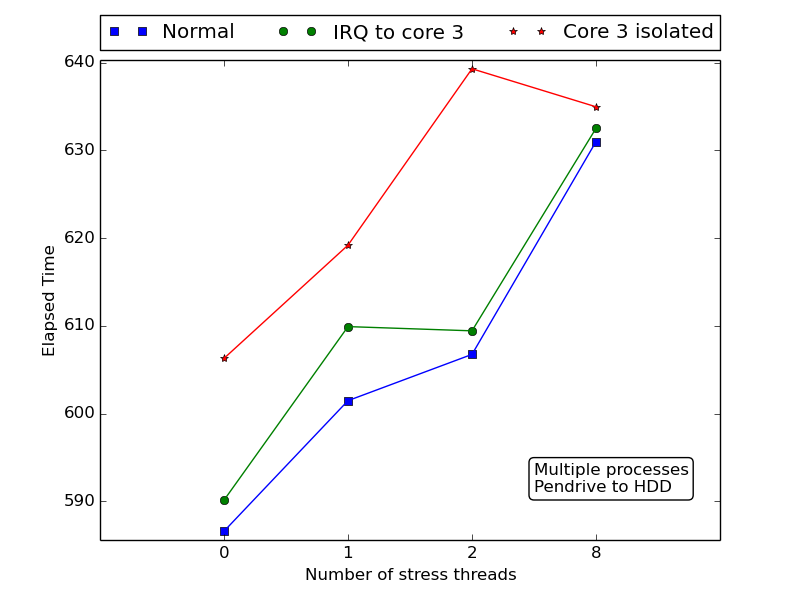 Normal IRQ to core 3 Core 3 isolated
640
630
620
610
600
590
Elapsed Time
Multiple processes
Pendrive to HDD
0 1 2 8
Number of stress threads